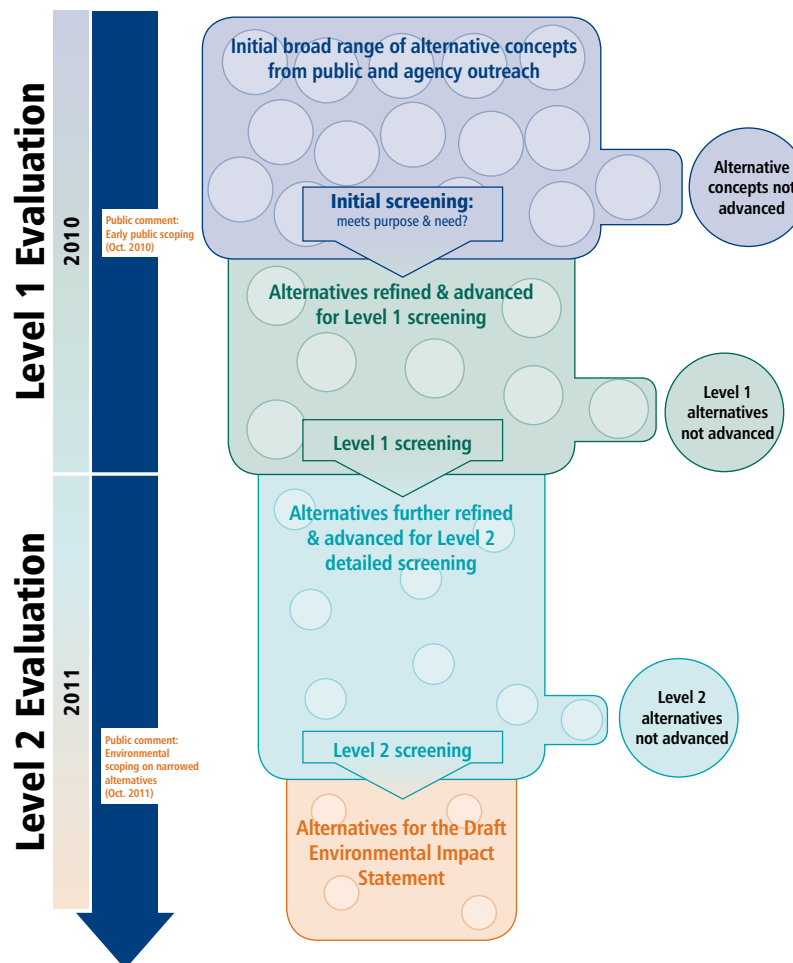 Level 1 Evaluation
2010
Public comment:
Early public scoping
(Oct. 2010)
Initial broad range of alternative concepts
from public and agency outreach
Initial screening:
meets purpose & need?
Alternative
concepts not
advanced
Alternatives refined & advanced
for Level 1 screening
Level 1 screening
Level 1
alternatives
not advanced
Level 2 Evaluation
2011
Public comment:
Environmental
scoping on narrowed
alternatives
(Oct. 2011)
Alternatives further refined
& advanced for Level 2
detailed screening
Level 2 screening
Level 2
alternatives
not advanced
Alternatives for the Draft
Environmental Impact
Statement